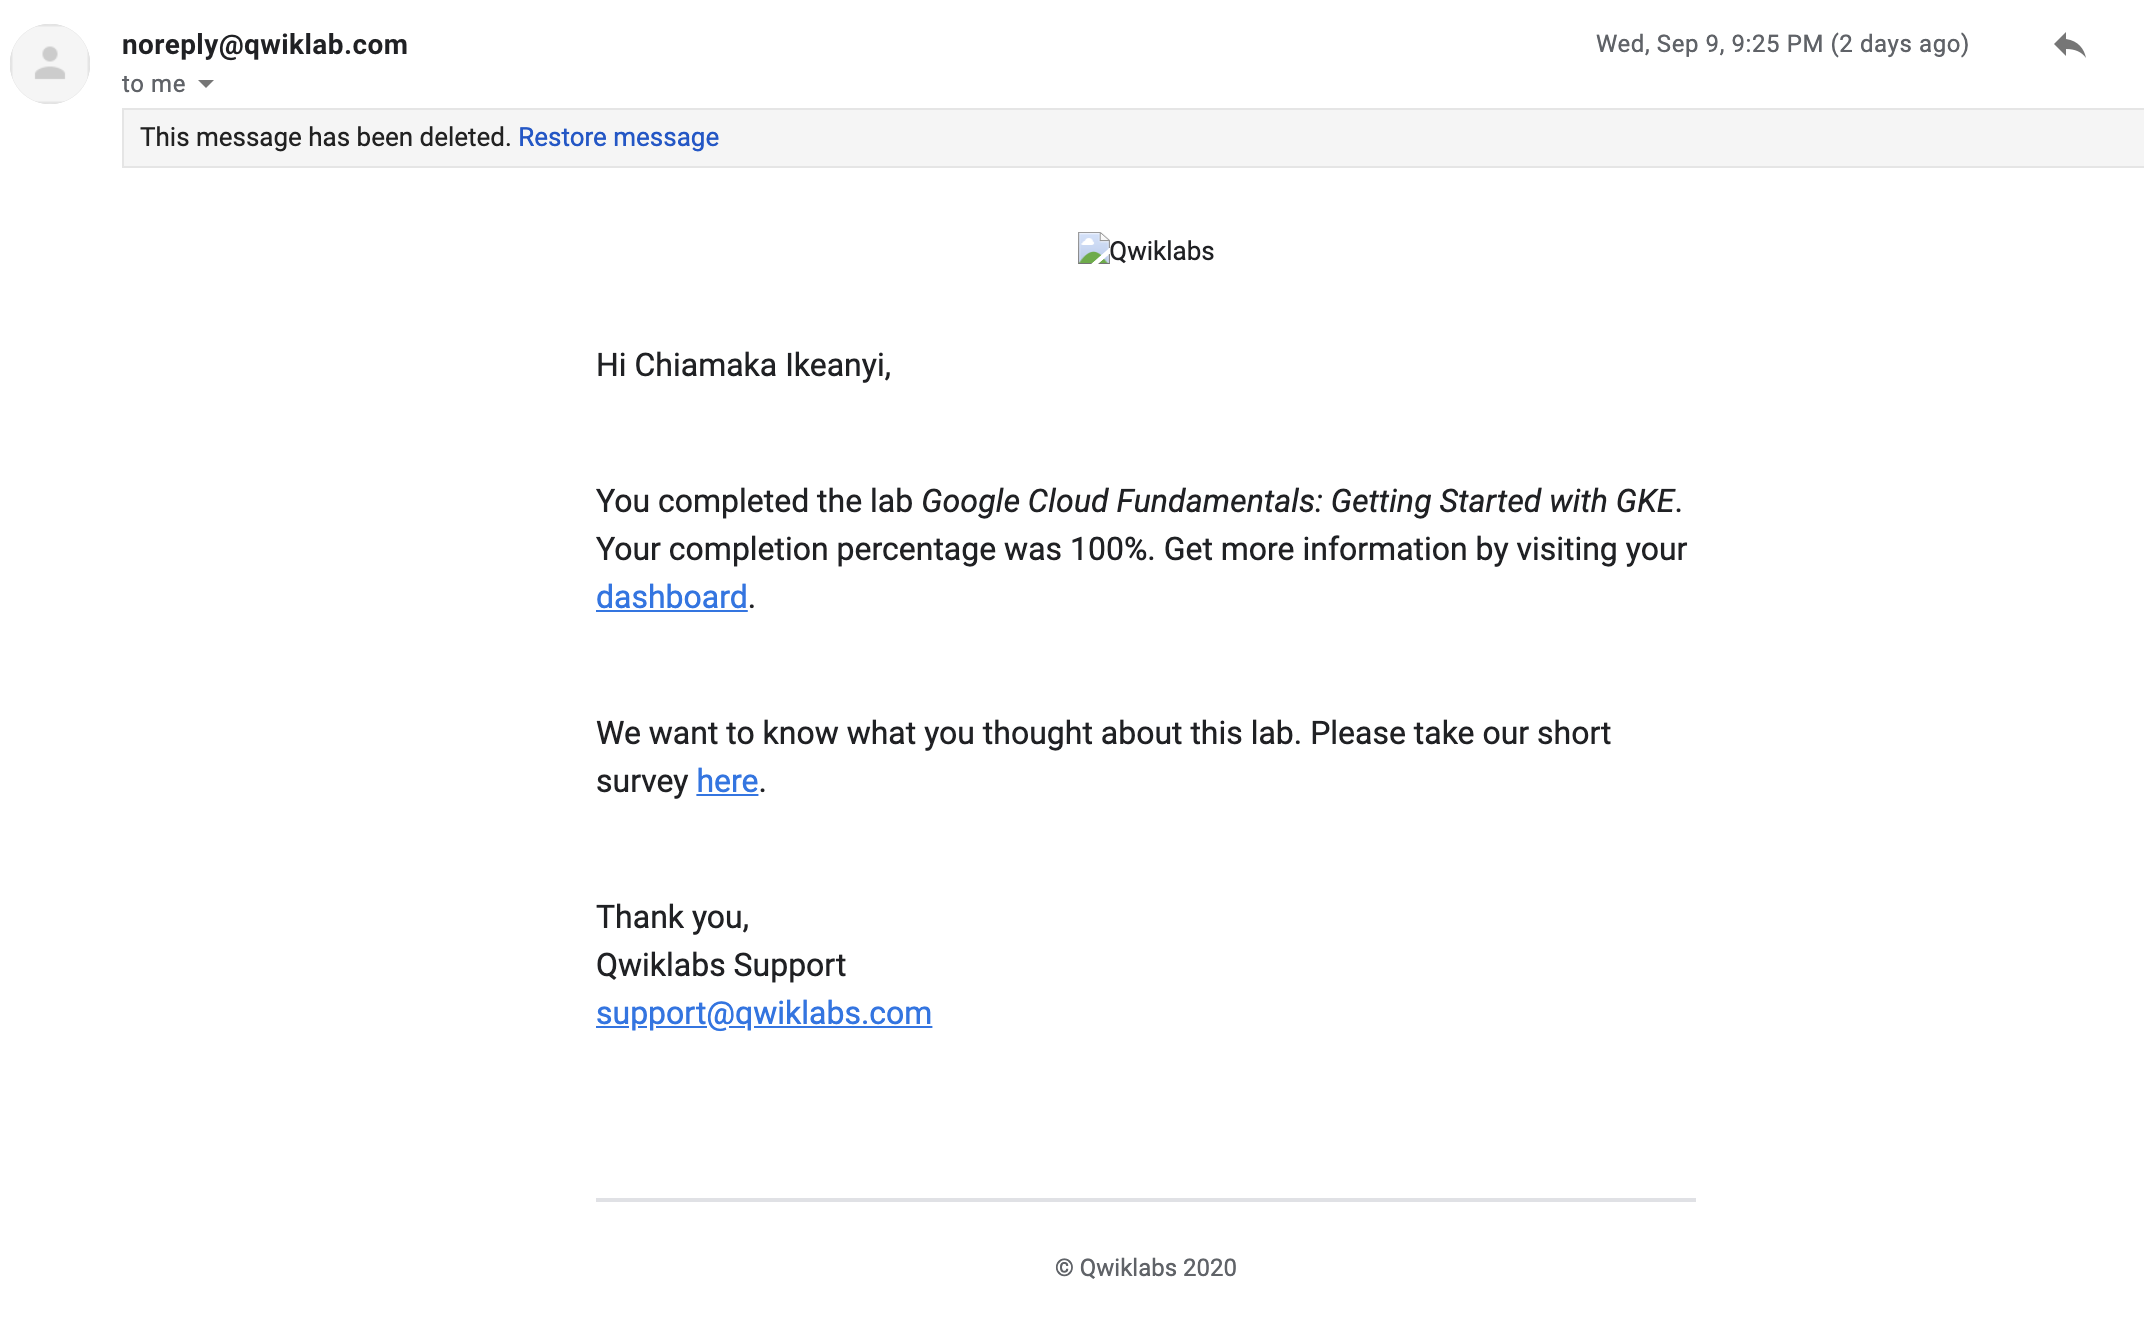 noreply@qwiklab.com
Wed, Sep 9, 9:25 PM (2 days ago)
to me
This message has been deleted. Restore message
Qwiklabs
Hi Chiamaka Ikeanyi,
You completed the lab Google Cloud Fundamentals: Getting Started with GKE.
Your completion percentage was 100%. Get more information by visiting your
dashboard.
We want to know what you thought about this lab. Please take our short
survey here.
Thank you,
Qwiklabs Support
support@qwiklabs.com
© Qwiklabs 2020